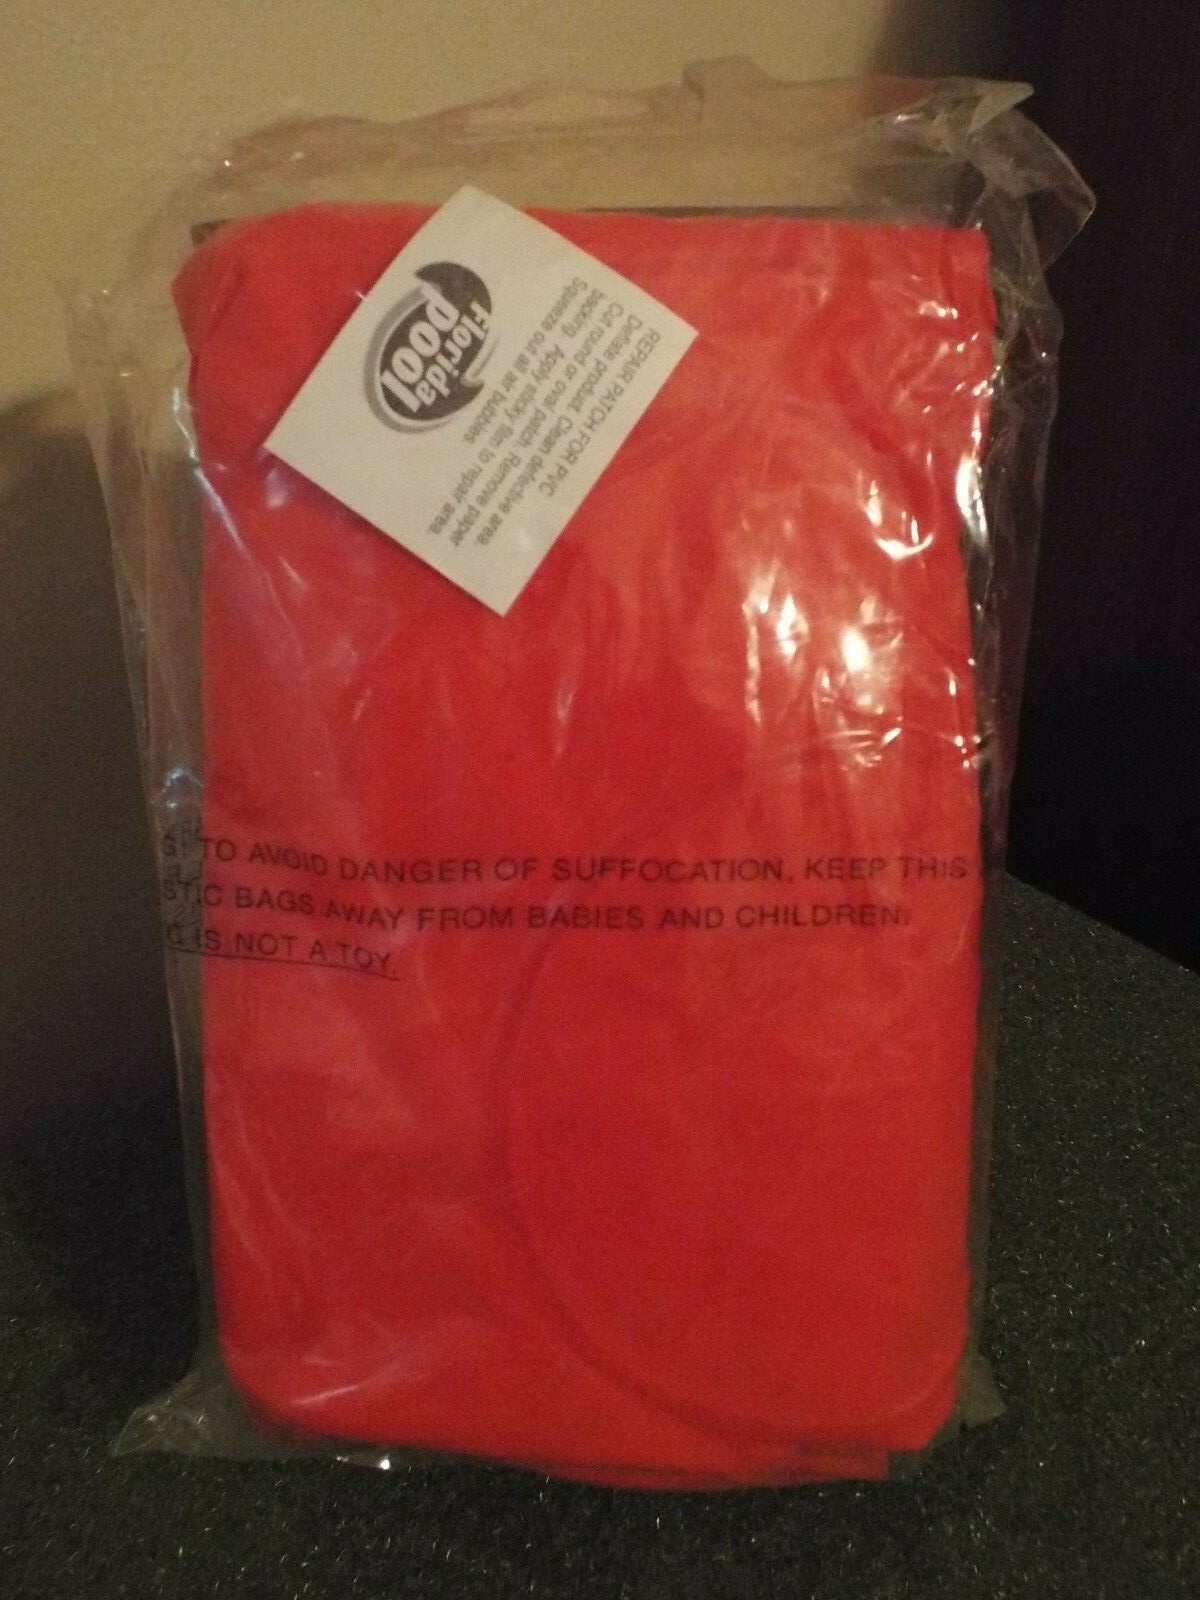 Florida
pool
REPAIR PATCH FOR PVC
Deflate product. Clean defective area.
Cut round or oval patch. Remove paper
backing. Apply sticky film to repair area.
Squeeze out all air bubbles.
TO AVOID DANGER OF SUFFOCATION, KEEP THIS
STIC BAGS AWAY FROM BABIES AND CHILDREN.
G IS NOT A TOY.